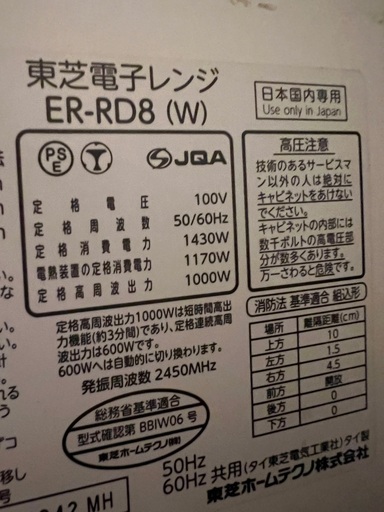 東芝電子レンジ
ER-RD8 (W)
日本国内専用
Use only in Japan
PS
E
JQA
定格電圧 100V
定格周波数 50/60Hz
定格消費電力 1430W
電熱装置の定格消費電力 1170W
定格高周波出力 1000W
定格高周波出力1000Wは短時間高出
力機能(約3分間)であり、定格連続高周
波出力は600Wです。
600Wへは自動的に切り換わります。
発振周波数 2450MHz
総務省基準適合
型式確認第 BBIW06 号
東芝ホームテクノ(株)
高圧注意
技術のあるサービスマ
ン以外の人は絶対に
キャビネットをあけない
でください。
キャビネットの内部には
数千ボルトの高電圧部
分が数多くあります。
万一さわると危険です。
消防法 基準適合 組込形
場所 離隔距離(cm)
上方 10
左方 1.5
右方 4.5
前方 開放
後方 0
下方 0
50Hz
60Hz 共用 (タイ東芝電気工業社)タイ製
東芝ホームテクノ株式会社